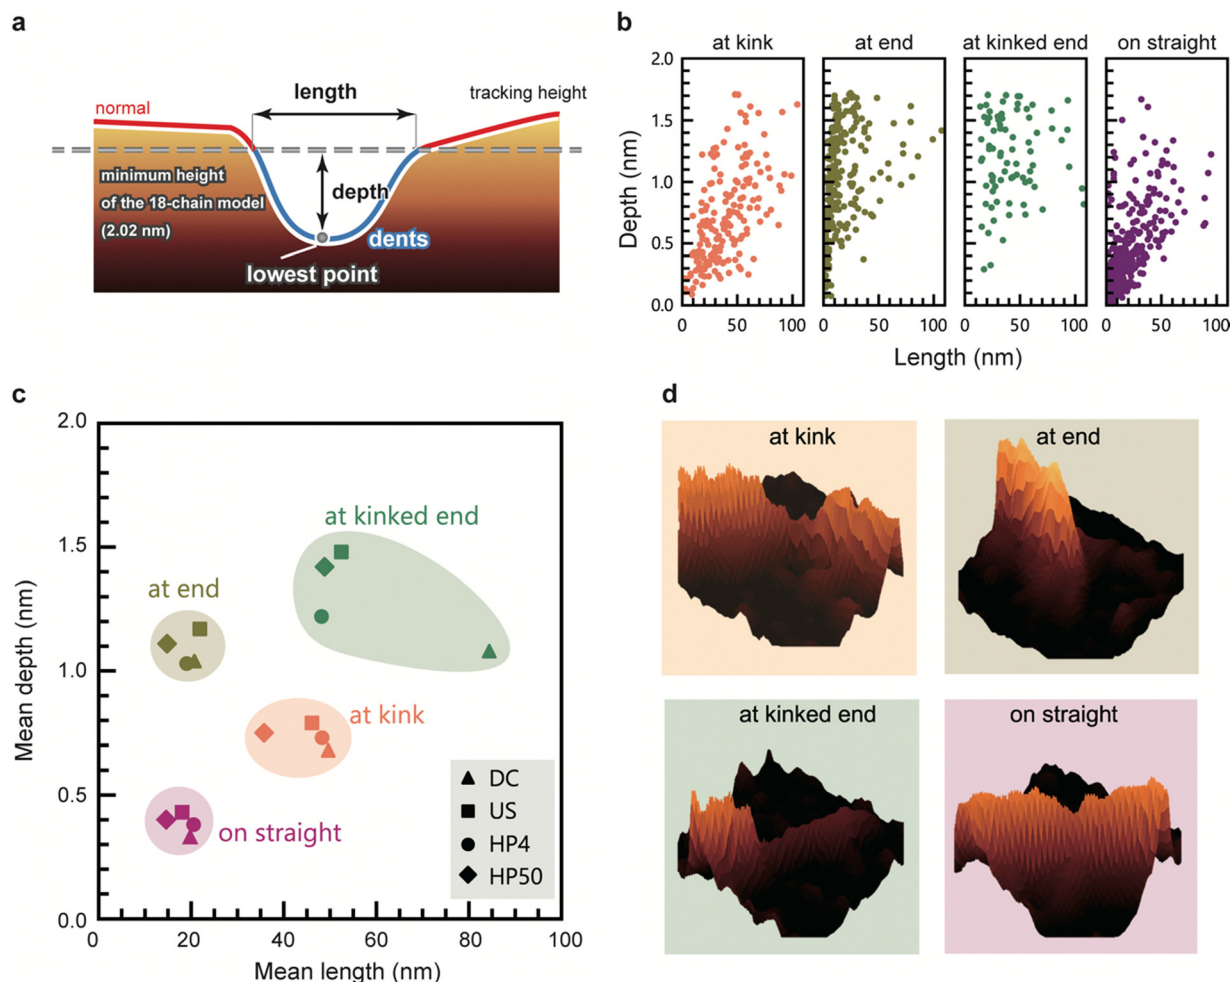 a
normal
length
tracking height
minimum height
of the 18-chain model
(2.02 nm)
depth
dents
lowest point
b
at kink
at end
at kinked end
on straight
2.0
1.5
1.0
0.5
0.0
Depth (nm)
0 50 100
0 50 100
0 50 100
0 50 100
Length (nm)
c
2.0
1.5
1.0
0.5
0.0
Mean depth (nm)
at kinked end
at end
at kink
on straight
DC
US
HP4
HP50
0 20 40 60 80 100
Mean length (nm)
d
at kink
at end
at kinked end
on straight